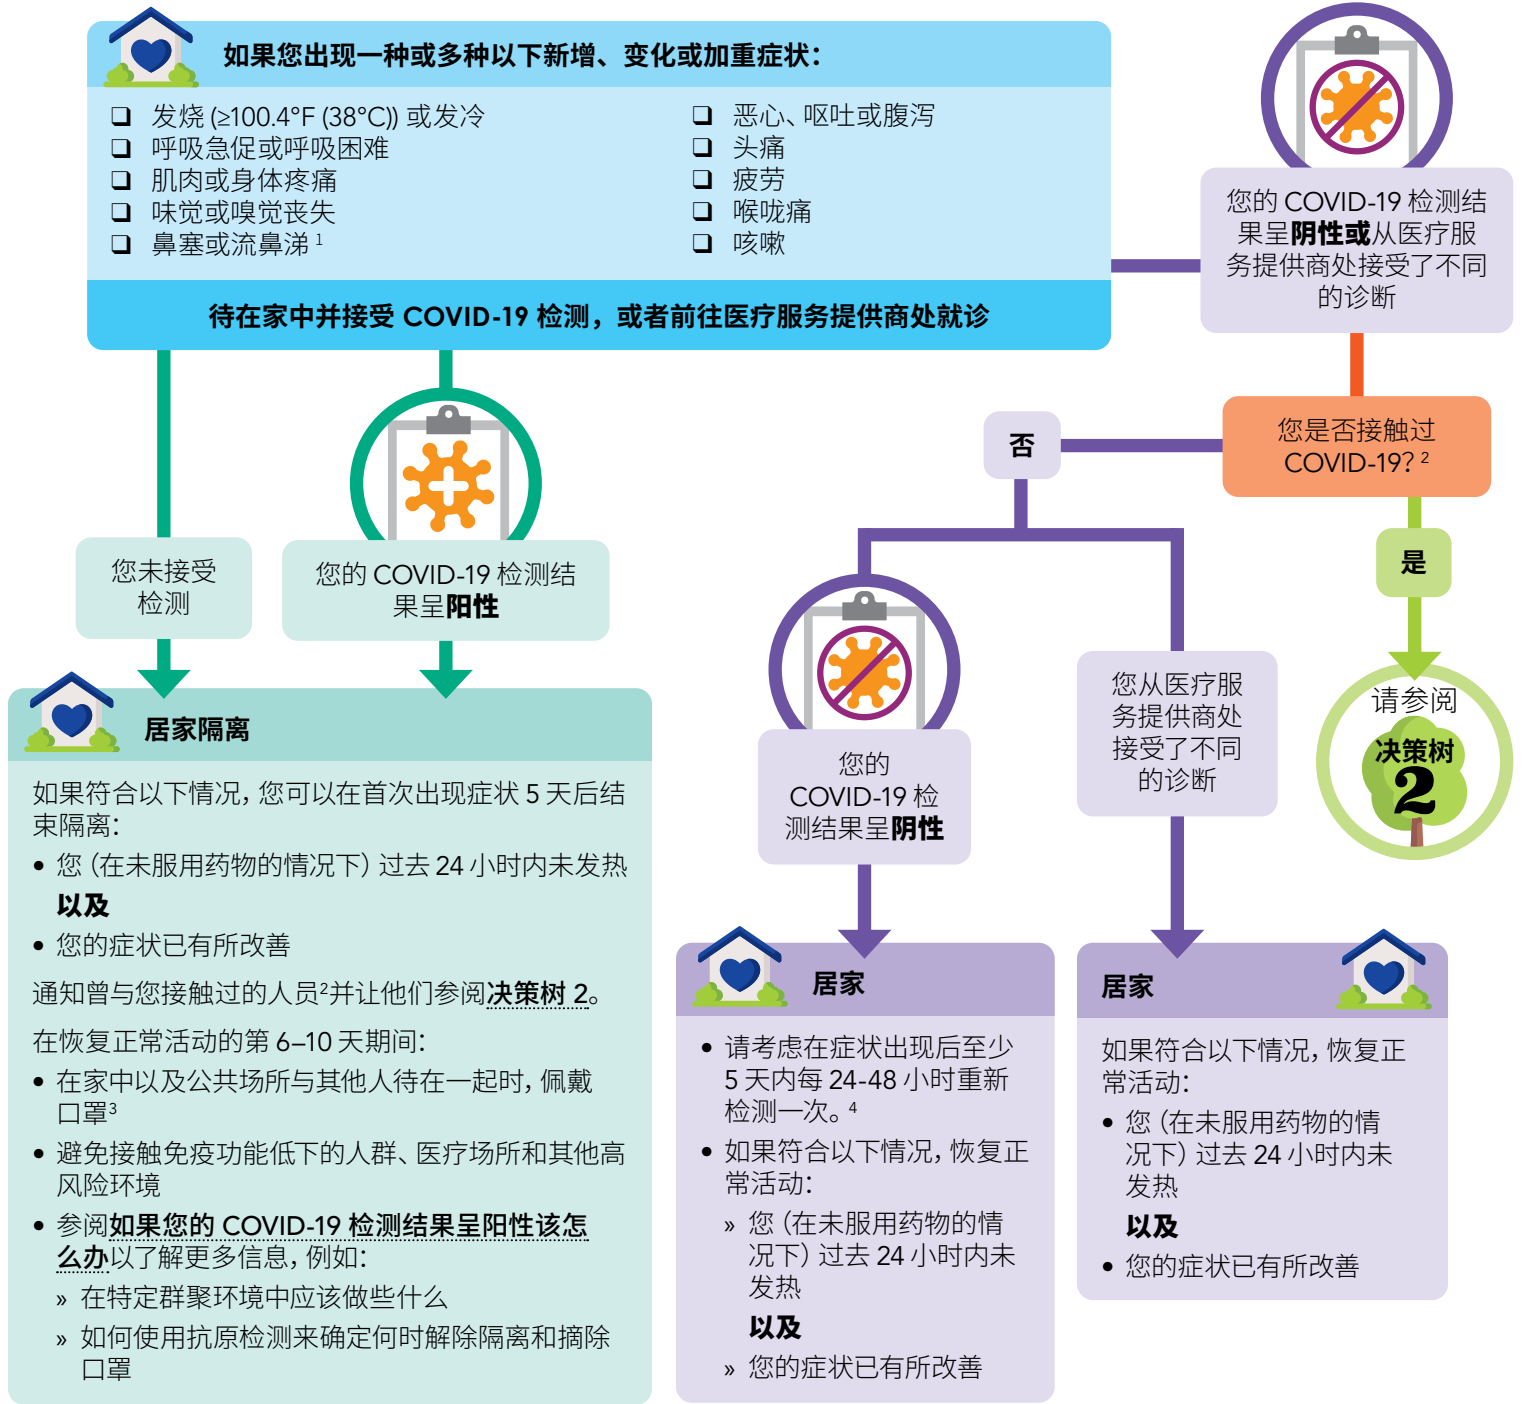 如果您出现一种或多种以下新增、变化或加重症状：
❑ 发烧 (≥100.4°F (38°C)) 或发冷
❑ 呼吸急促或呼吸困难
❑ 肌肉或身体疼痛
❑ 味觉或嗅觉丧失
❑ 鼻塞或流鼻涕 ¹
❑ 恶心、呕吐或腹泻
❑ 头痛
❑ 疲劳
❑ 喉咙痛
❑ 咳嗽
待在家中并接受 COVID-19 检测，或者前往医疗服务提供商处就诊
您的 COVID-19 检测结
果呈阴性或从医疗服
务提供商处接受了不同
的诊断
您是否接触过
COVID-19？²
否
是
请参阅
决策树
2
您未接受
检测
您的 COVID-19 检测结
果呈阳性
居家隔离
如果符合以下情况，您可以在首次出现症状 5 天后结
束隔离：
• 您（在未服用药物的情况下）过去 24 小时内未发热
以及
• 您的症状已有所改善
通知曾与您接触过的人员²并让他们参阅决策树 2。
在恢复正常活动的第 6–10 天期间：
• 在家中以及公共场所与其他人待在一起时，佩戴
口罩³
• 避免接触免疫功能低下的人群、医疗场所和其他高
风险环境
• 参阅如果您的 COVID-19 检测结果呈阳性该怎
么办以了解更多信息，例如：
» 在特定群聚环境中应该做些什么
» 如何使用抗原检测来确定何时解除隔离和摘除
口罩
您的
COVID-19 检
测结果呈阴性
居家
• 请考虑在症状出现后至少
5 天内每 24-48 小时重新
检测一次。⁴
• 如果符合以下情况，恢复正
常活动：
» 您（在未服用药物的情
况下）过去 24 小时内未
发热
以及
» 您的症状已有所改善
您从医疗服
务提供商处
接受了不同
的诊断
居家
如果符合以下情况，恢复正
常活动：
• 您（在未服用药物的情
况下）过去 24 小时内未
发热
以及
• 您的症状已有所改善